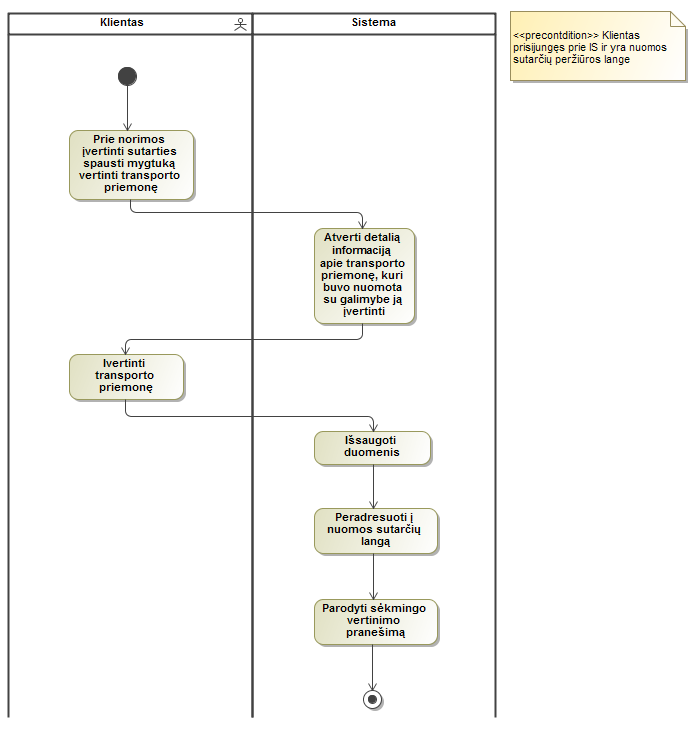 Klientas
Sistema
<<precontdition>> Klientas
prisijungęs prie IS ir yra nuomos
sutarčių peržiūros lange
Prie norimos
įvertinti sutarties
spausti mygtuką
vertinti transporto
priemonę
Atverti detalią
informaciją
apie transporto
priemonę, kuri
buvo nuomota
su galimybe ją
įvertinti
Ivertinti
transporto
priemonę
Išsaugoti
duomenis
Peradresuoti į
nuomos sutarčių
langą
Parodyti sėkmingo
vertinimo
pranešimą